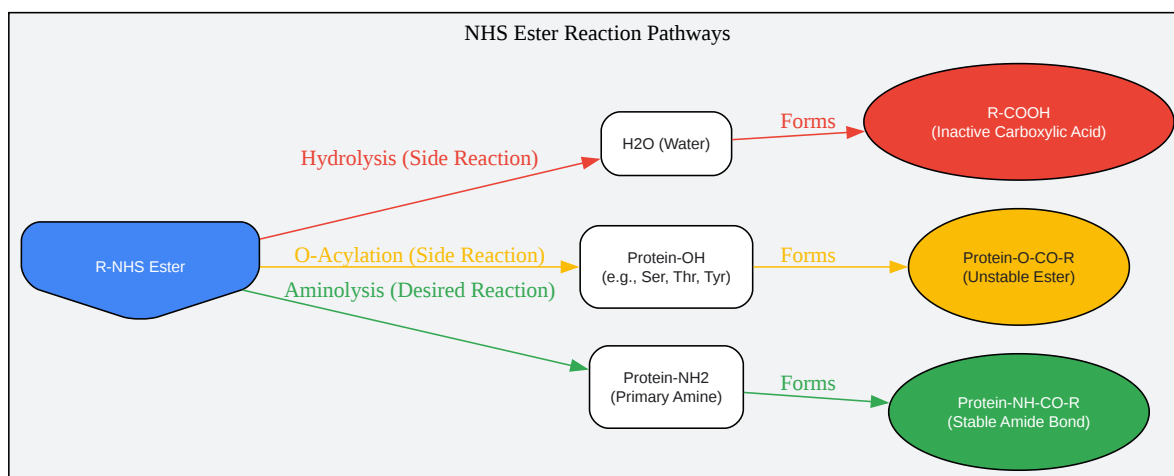 NHS Ester Reaction Pathways
R-NHS Ester
Hydrolysis (Side Reaction)
H2O (Water)
Forms
R-COOH
(Inactive Carboxylic Acid)
O-Acylation (Side Reaction)
Protein-OH
(e.g., Ser, Thr, Tyr)
Forms
Protein-O-CO-R
(Unstable Ester)
Aminolysis (Desired Reaction)
Protein-NH2
(Primary Amine)
Forms
Protein-NH-CO-R
(Stable Amide Bond)